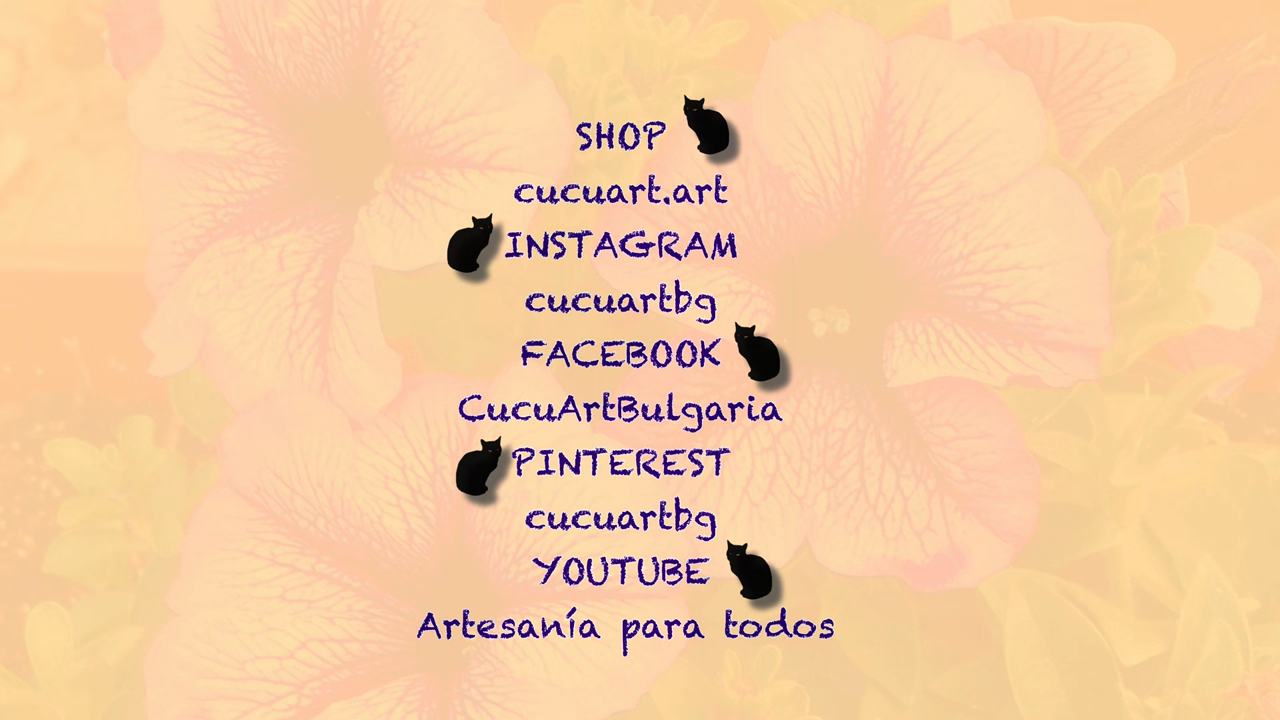 SHOP
cucuart.art
INSTAGRAM
cucuartbg
FACEBOOK
CucuArtBulgaria
PINTEREST
cucuartbg
YOUTUBE
Artesanía para todos